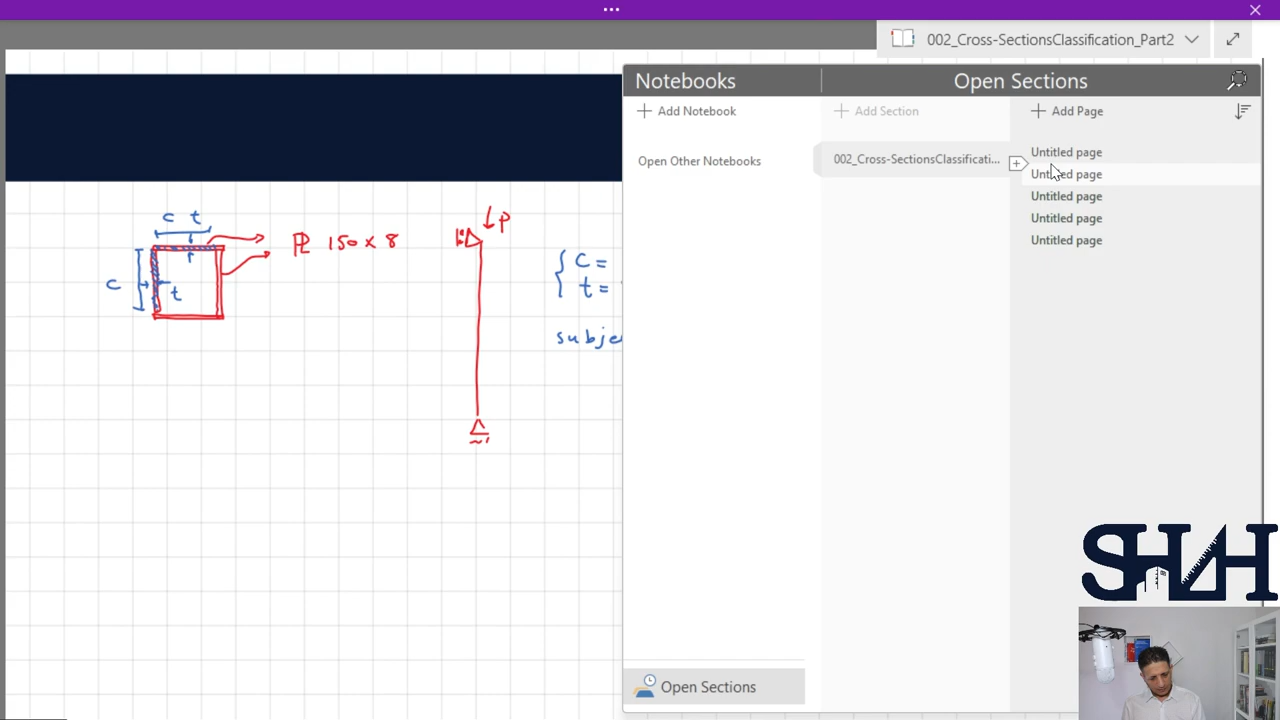 002_Cross-SectionsClassification_Part2
Notebooks
Open Sections
Add Notebook
Add Section
Add Page
Open Other Notebooks
002_Cross-SectionsClassificati...
Untitled page
Untitled page
Untitled page
Untitled page
Untitled page
Open Sections
c t
c
t
PL 150 x 8
P
c =
t =
subje
SHZH